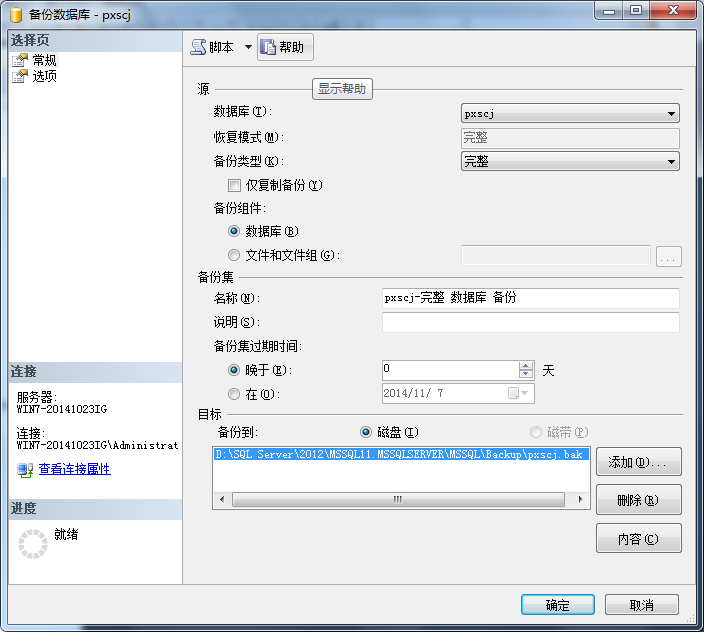 备份数据库 - pxscj
选择页
常规
选项
脚本
帮助
源
显示帮助
数据库(T):
pxscj
恢复模式(M):
完整
备份类型(K):
完整
仅复制备份(Y)
备份组件:
数据库(B)
文件和文件组(G):
...
备份集
名称(N):
pxscj-完整 数据库 备份
说明(S):
备份集过期时间:
晚于(E):
0
天
在(O):
2014/11/ 7
目标
备份到:
磁盘(I)
磁带(P)
D:\SQL Server\2012\MSSQL11.MSSQLSERVER\MSSQL\Backup\pxscj.bak
添加(D)...
删除(R)
内容(C)
连接
服务器:
WIN7-20141023IG
连接:
WIN7-20141023IG\Administrat
查看连接属性
进度
就绪
确定
取消